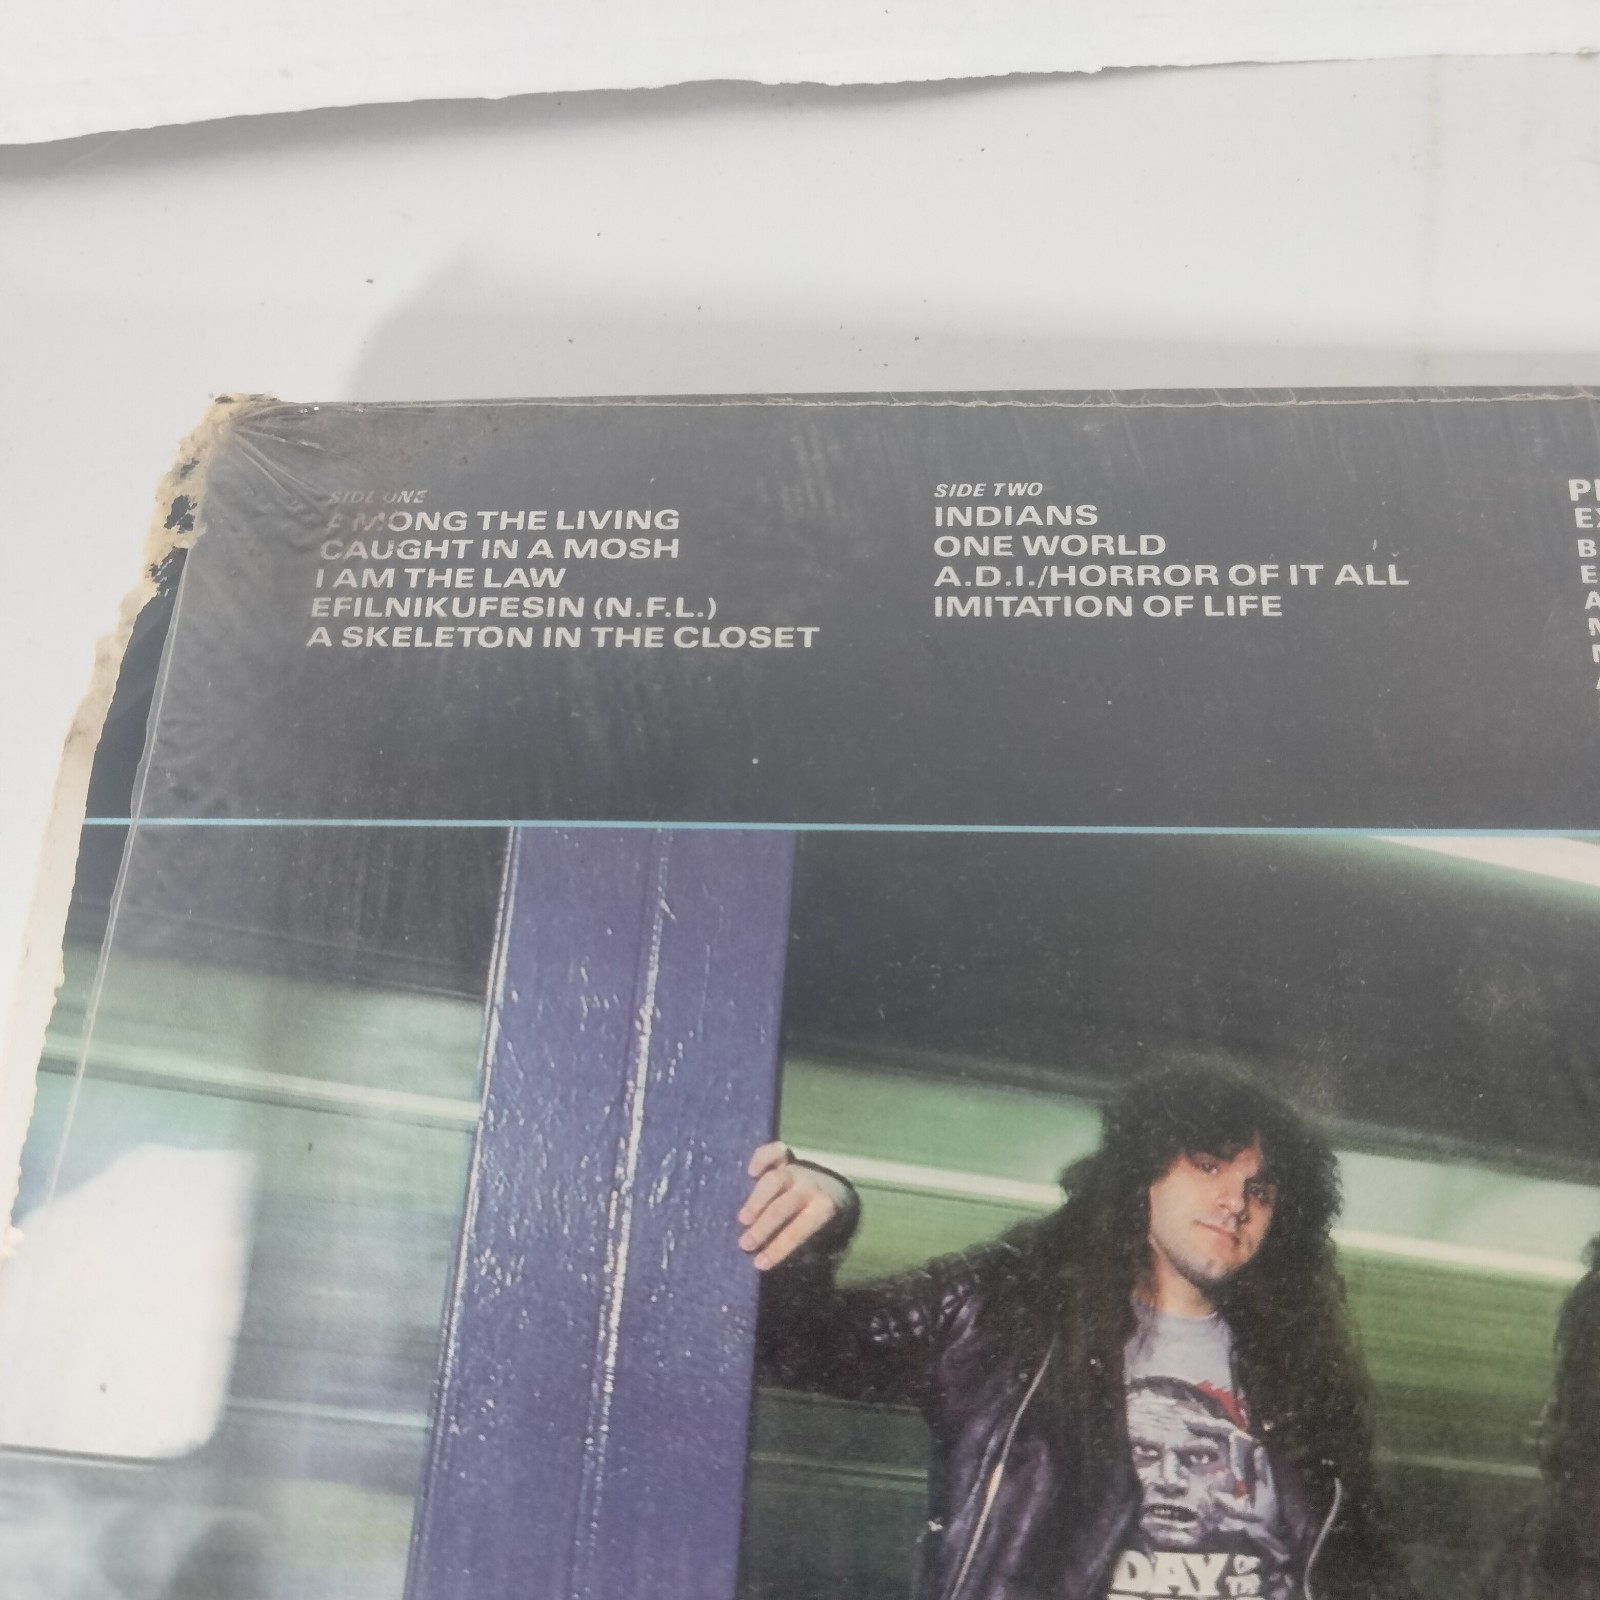 SIDE ONE
AMONG THE LIVING
CAUGHT IN A MOSH
I AM THE LAW
EFILNIKUFESIN (N.F.L.)
A SKELETON IN THE CLOSET
SIDE TWO
INDIANS
ONE WORLD
A.D.I./HORROR OF IT ALL
IMITATION OF LIFE
DAY OF